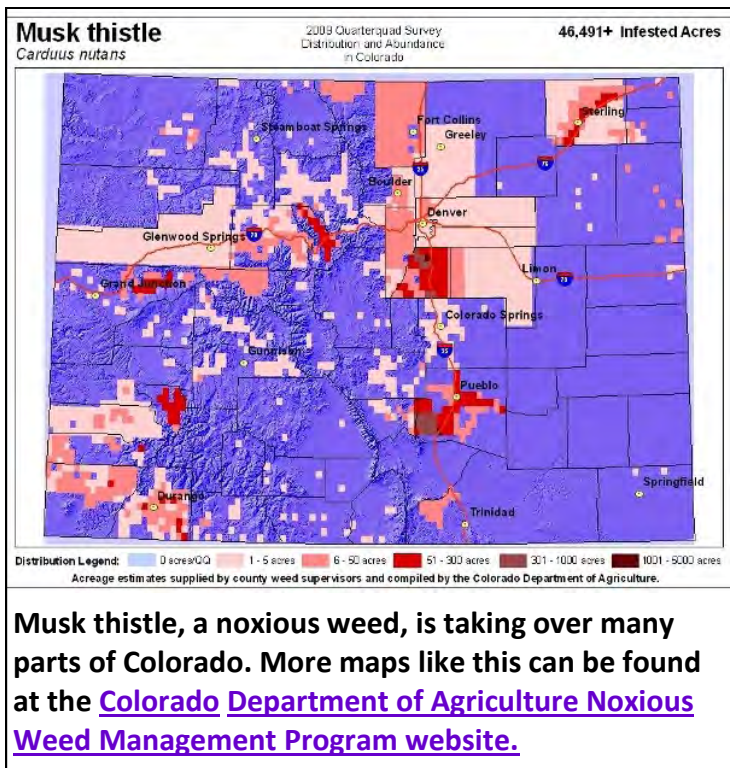 Musk thistle
Carduus nutans
2009 Quarterquad Survey
Distribution and Abundance
in Colorado
46,491+ Infested Acres
Steamboat Springs
Fort Collins
Greeley
Sterling
Boulder
Denver
Glenwood Springs
Limon
Grand Junction
Colorado Springs
Gunnison
Pueblo
Springfield
Durango
Trinidad
25
76
70
70
25
Distribution Legend: 0 acres/QQ 1 - 5 acres 6 - 50 acres 51 - 300 acres 301 - 1000 acres 1001 - 5000 acres
Acreage estimates supplied by county weed supervisors and compiled by the Colorado Department of Agriculture.
Musk thistle, a noxious weed, is taking over many
parts of Colorado. More maps like this can be found
at the Colorado Department of Agriculture Noxious
Weed Management Program website.